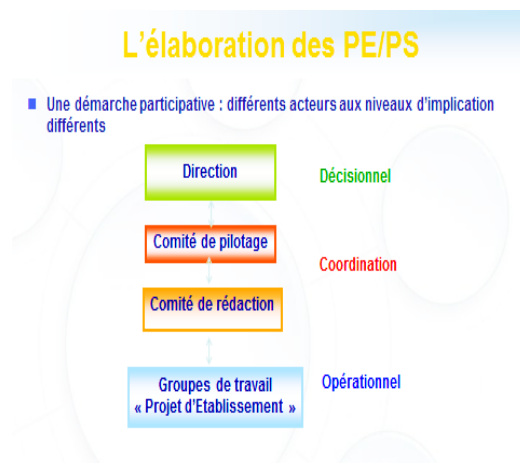 L'élaboration des PE/PS
Une démarche participative : différents acteurs aux niveaux d'implication
différents
Direction
Décisionnel
Comité de pilotage
Coordination
Comité de rédaction
Groupes de travail
« Projet d'Etablissement »
Opérationnel